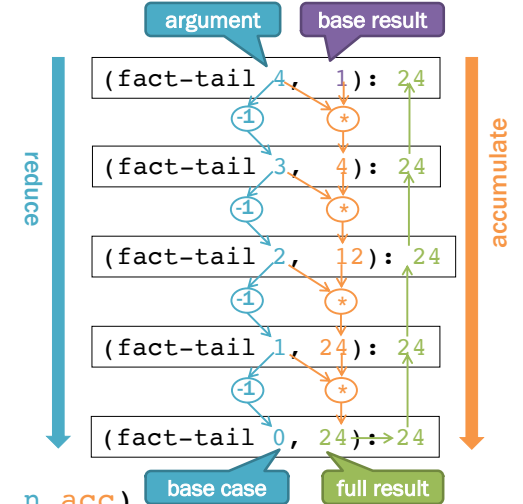 argument
base result
(fact-tail 4, 1): 24
-1
*
(fact-tail 3, 4): 24
-1
*
(fact-tail 2, 12): 24
-1
*
(fact-tail 1, 24): 24
-1
*
(fact-tail 0, 24): 24
base case
full result
n acc)
reduce
accumulate